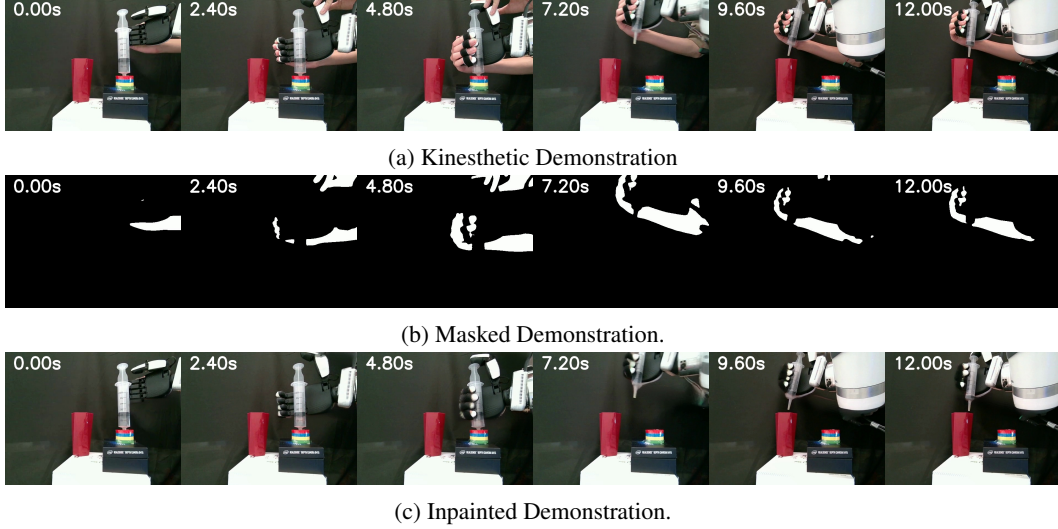 0.00s 2.40s 4.80s 7.20s 9.60s 12.00s
(a) Kinesthetic Demonstration
0.00s 2.40s 4.80s 7.20s 9.60s 12.00s
(b) Masked Demonstration.
0.00s 2.40s 4.80s 7.20s 9.60s 12.00s
(c) Inpainted Demonstration.